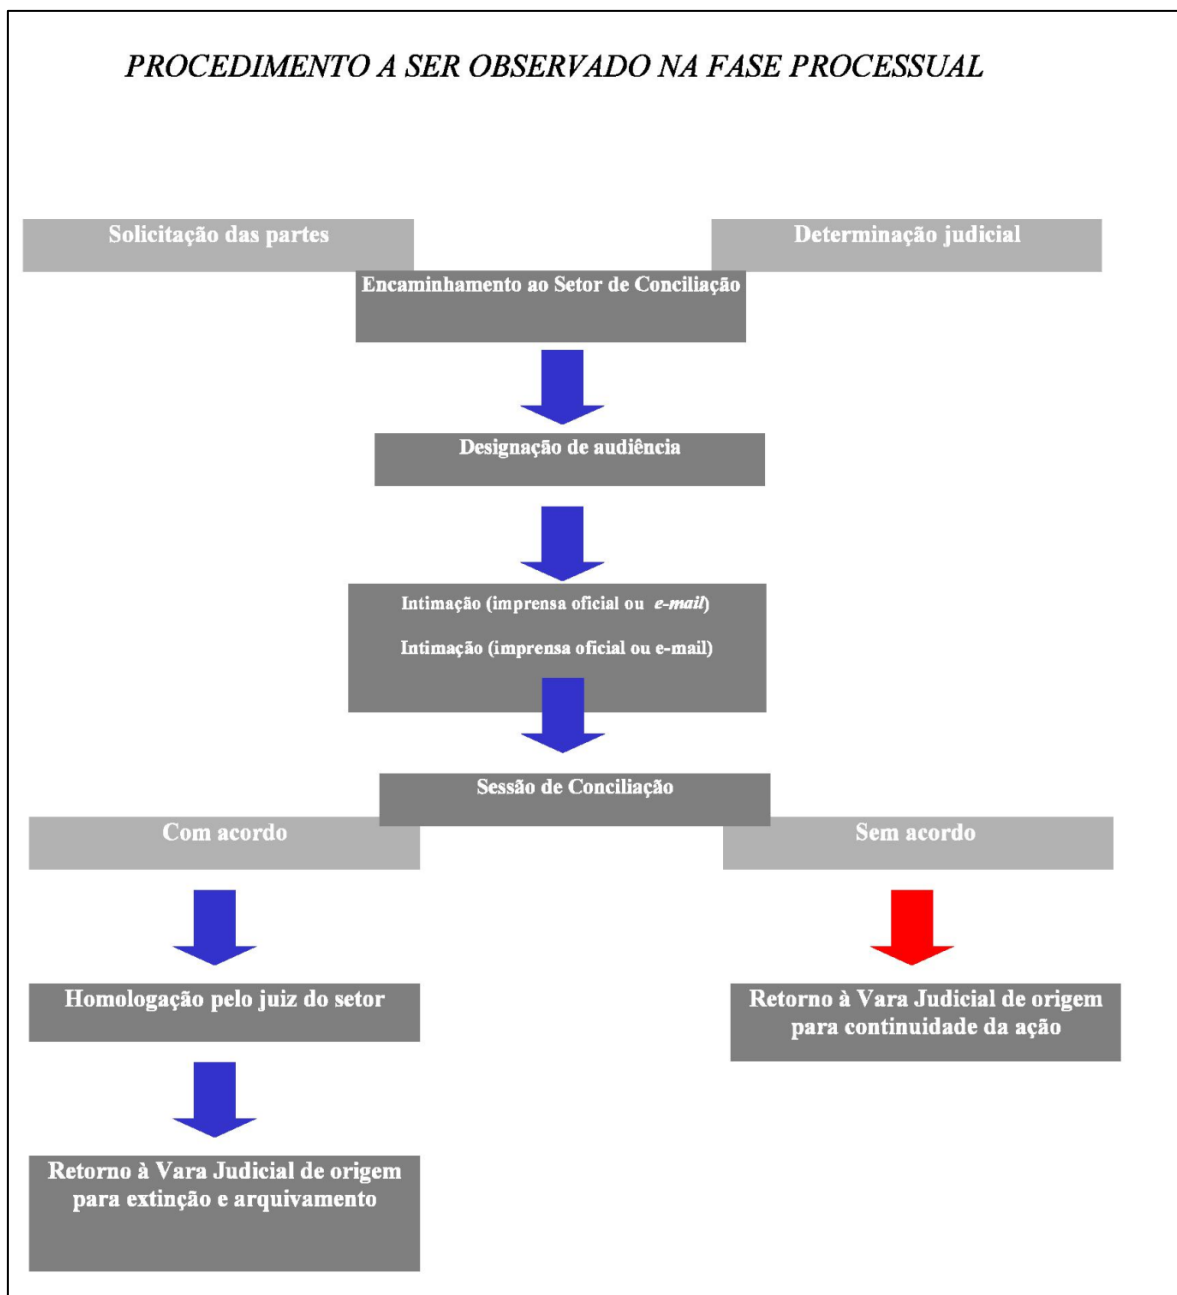 PROCEDIMENTO A SER OBSERVADO NA FASE PROCESSUAL
Solicitação das partes
Determinação judicial
Encaminhamento ao Setor de Conciliação
Designação de audiência
Intimação (imprensa oficial ou e-mail)
Intimação (imprensa oficial ou e-mail)
Sessão de Conciliação
Com acordo
Sem acordo
Homologação pelo juiz do setor
Retorno à Vara Judicial de origem
para continuidade da ação
Retorno à Vara Judicial de origem
para extinção e arquivamento